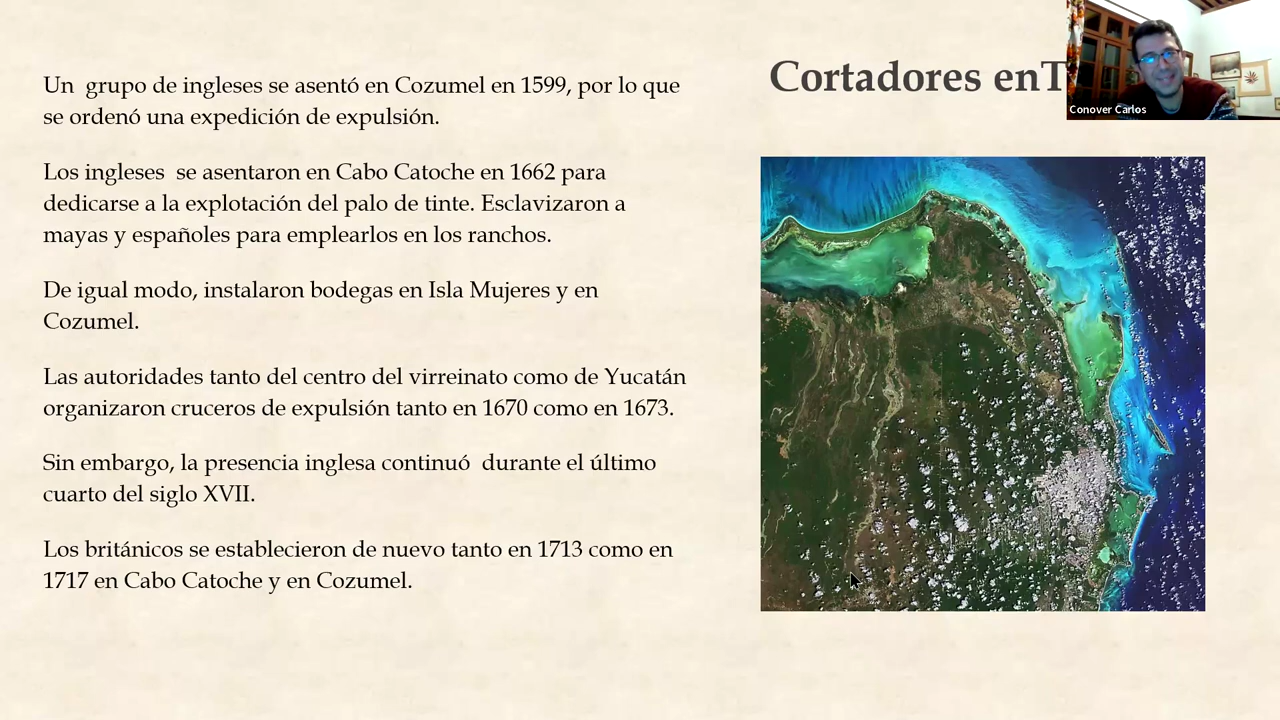 Un grupo de ingleses se asentó en Cozumel en 1599, por lo que
se ordenó una expedición de expulsión.
Los ingleses se asentaron en Cabo Catoche en 1662 para
dedicarse a la explotación del palo de tinte. Esclavizaron a
mayas y españoles para emplearlos en los ranchos.
De igual modo, instalaron bodegas en Isla Mujeres y en
Cozumel.
Las autoridades tanto del centro del virreinato como de Yucatán
organizaron cruceros de expulsión tanto en 1670 como en 1673.
Sin embargo, la presencia inglesa continuó durante el último
cuarto del siglo XVII.
Los británicos se establecieron de nuevo tanto en 1713 como en
1717 en Cabo Catoche y en Cozumel.
Cortadores enT
Conover Carlos